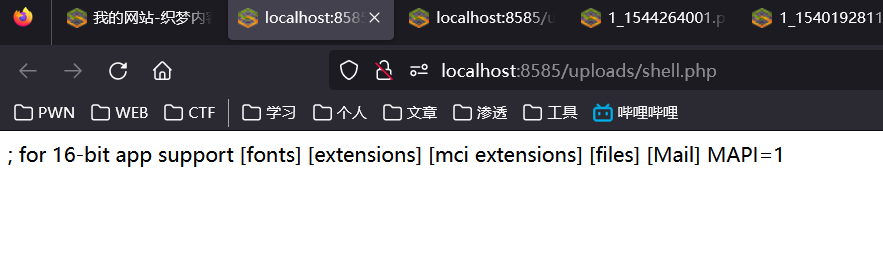 我的网站-织梦内容
localhost:8585
localhost:8585/u
1_1544264001.p
1_1540192811
localhost:8585/uploads/shell.php
PWN
WEB
CTF
学习
个人
文章
渗透
工具
哔哩哔哩
; for 16-bit app support [fonts] [extensions] [mci extensions] [files] [Mail] MAPI=1